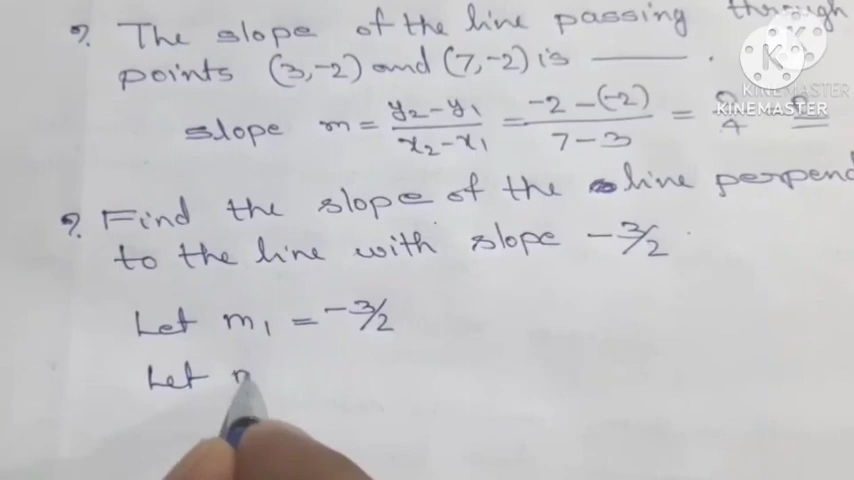 ?. The slope of the line passing through
points (3,-2) and (7,-2) is ——— .
slope m = y₂-y₁/x₂-x₁ = -2-(-2)/7-3 =
?. Find the slope of the line
to the line with slope -3/2.
Let m₁ = -3/2
Let
KINEMASTER
KINEMASTER